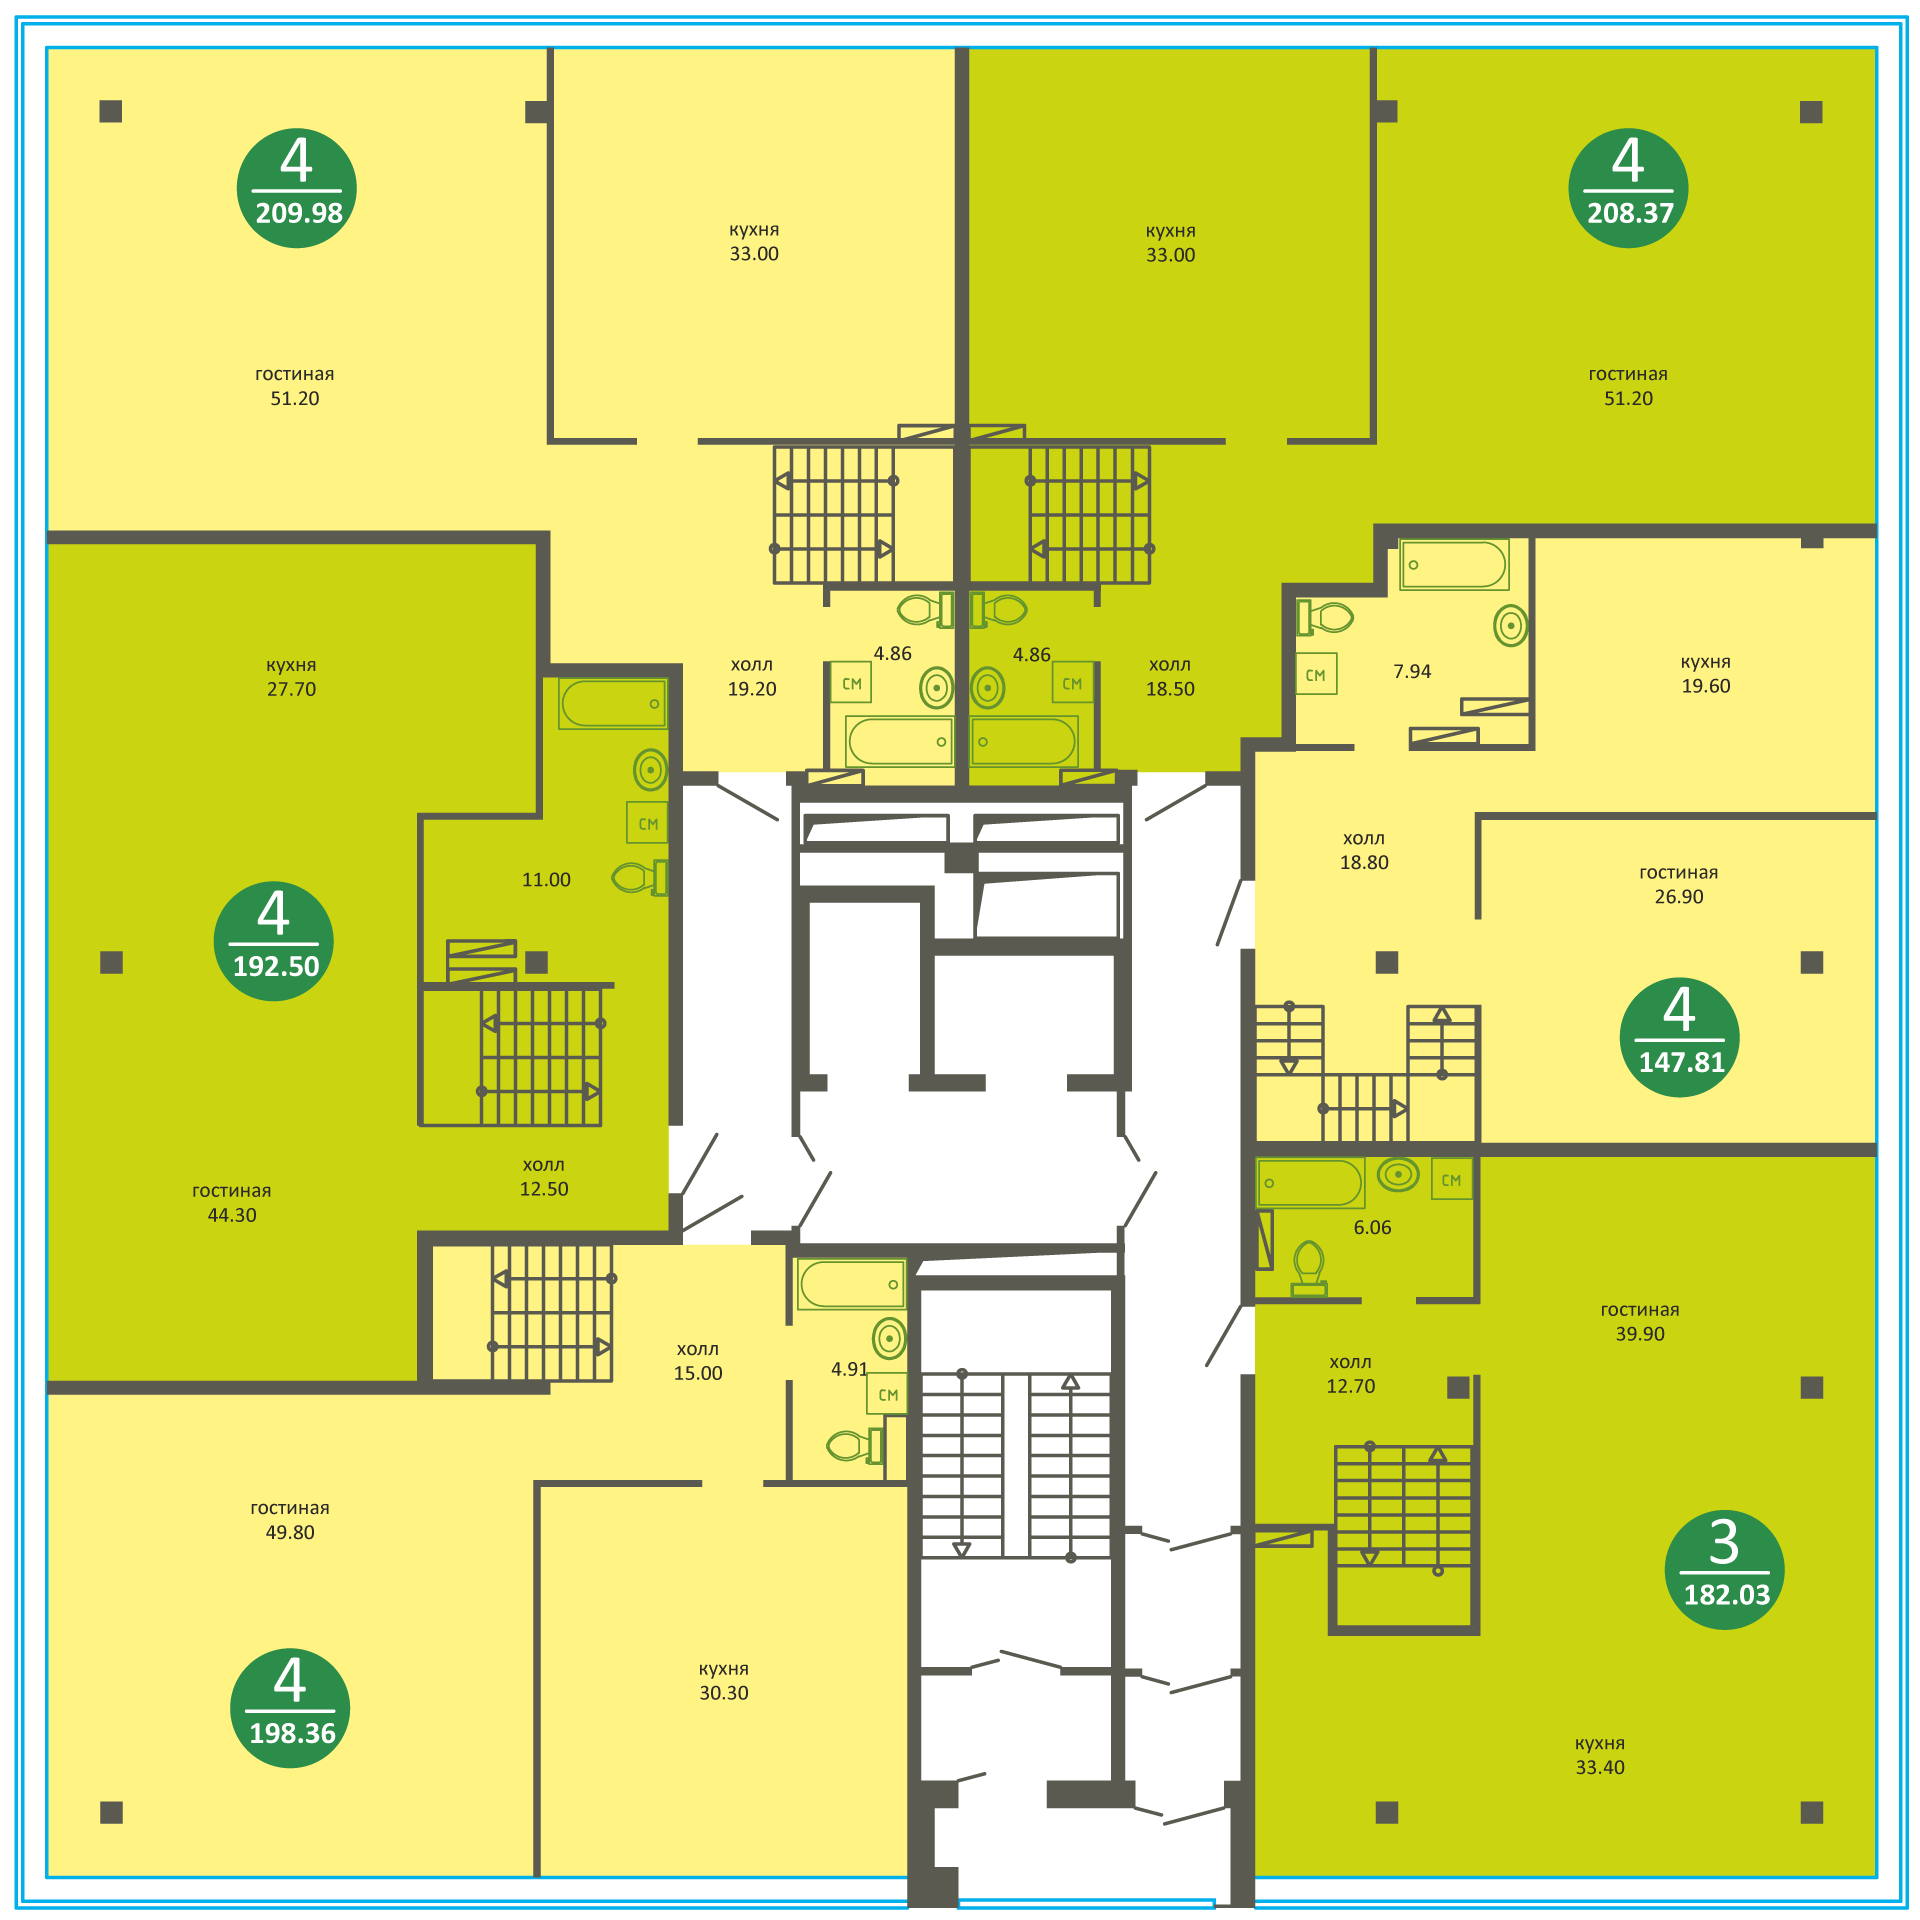 4
209.98
кухня
33.00
гостиная
51.20
холл
19.20
4.86
СМ
4
208.37
кухня
33.00
гостиная
51.20
холл
18.50
4.86
СМ
кухня
27.70
11.00
СМ
4
192.50
гостиная
44.30
холл
12.50
7.94
СМ
кухня
19.60
холл
18.80
гостиная
26.90
4
147.81
холл
15.00
4.91
СМ
гостиная
49.80
кухня
30.30
4
198.36
СМ
6.06
гостиная
39.90
холл
12.70
3
182.03
кухня
33.40